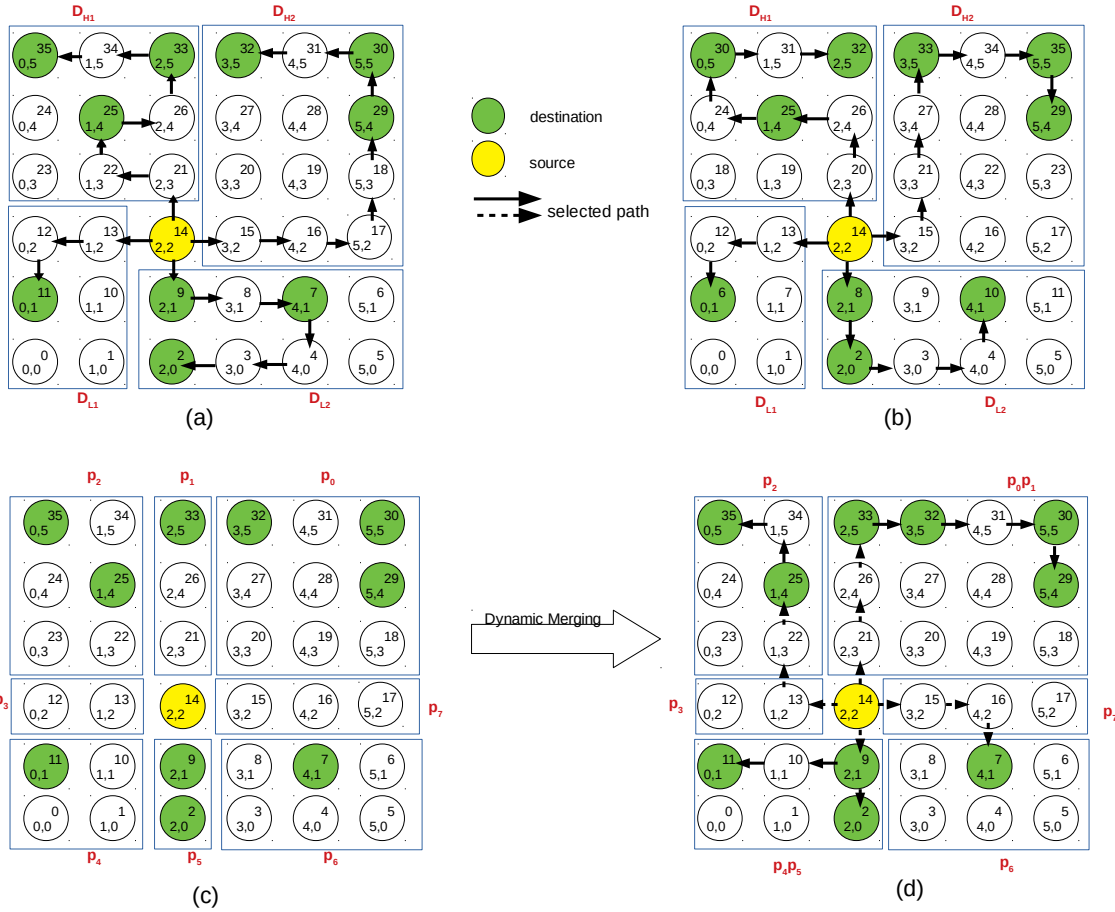 D_H1 D_H2
35 34 33 32 31 30
0,5 1,5 2,5 3,5 4,5 5,5
24 25 26 27 28 29
0,4 1,4 2,4 3,4 4,4 5,4
23 22 21 20 19 18
0,3 1,3 2,3 3,3 4,3 5,3
12 13 14 15 16 17
0,2 1,2 2,2 3,2 4,2 5,2
11 10 9 8 7 6
0,1 1,1 2,1 3,1 4,1 5,1
0 1 2 3 4 5
0,0 1,0 2,0 3,0 4,0 5,0
D_L1 D_L2
(a)
destination
source
selected path
D_H1 D_H2
30 31 32 33 34 35
0,5 1,5 2,5 3,5 4,5 5,5
24 25 26 27 28 29
0,4 1,4 2,4 3,4 4,4 5,4
18 19 20 21 22 23
0,3 1,3 2,3 3,3 4,3 5,3
12 13 14 15 16 17
0,2 1,2 2,2 3,2 4,2 5,2
6 7 8 9 10 11
0,1 1,1 2,1 3,1 4,1 5,1
0 1 2 3 4 5
0,0 1,0 2,0 3,0 4,0 5,0
D_L1 D_L2
(b)
p_2 p_1 p_0
35 34 33 32 31 30
0,5 1,5 2,5 3,5 4,5 5,5
24 25 26 27 28 29
0,4 1,4 2,4 3,4 4,4 5,4
23 22 21 20 19 18
0,3 1,3 2,3 3,3 4,3 5,3
p_3 12 13 14 15 16 17 p_7
0,2 1,2 2,2 3,2 4,2 5,2
11 10 9 8 7 6
0,1 1,1 2,1 3,1 4,1 5,1
0 1 2 3 4 5
0,0 1,0 2,0 3,0 4,0 5,0
p_4 p_5 p_6
(c)
Dynamic Merging
p_2 p_0p_1
35 34 33 32 31 30
0,5 1,5 2,5 3,5 4,5 5,5
24 25 26 27 28 29
0,4 1,4 2,4 3,4 4,4 5,4
23 22 21 20 19 18
0,3 1,3 2,3 3,3 4,3 5,3
p_3 12 13 14 15 16 17 p_7
0,2 1,2 2,2 3,2 4,2 5,2
11 10 9 8 7 6
0,1 1,1 2,1 3,1 4,1 5,1
0 1 2 3 4 5
0,0 1,0 2,0 3,0 4,0 5,0
p_4p_5 p_6
(d)